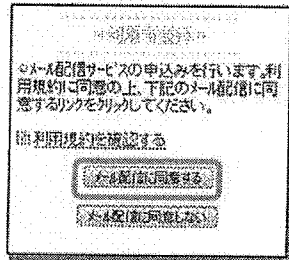 ◇メール配信サービスの申込みを行います。利
用規約に同意の上、下記のメール配信に同
意するリンクをクリックしてください。
利用規約を確認する
メール配信に同意する
メール配信に同意しない